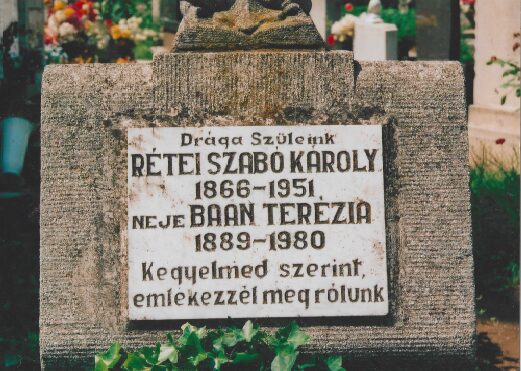 Drága Szüleink
RÉTEI SZABÓ KÁROLY
1866-1951
NEJE BAAN TERÉZIA
1889-1980
Kegyelmed szerint,
emlékezzél meg rólunk